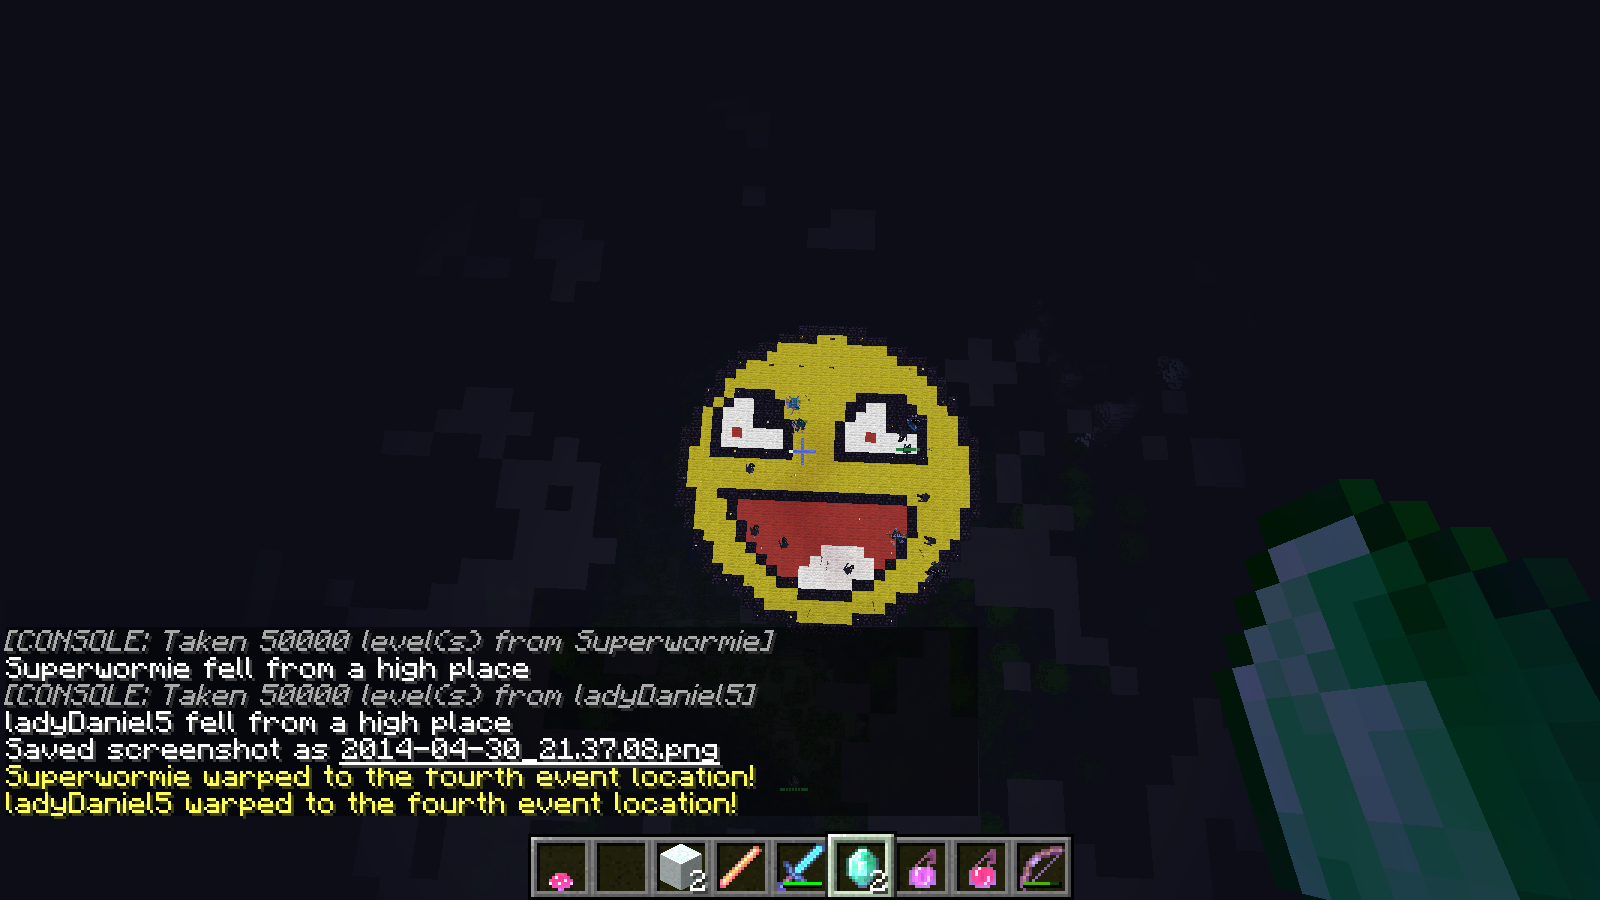 [CONSOLE: Taken 50000 level(s) from Superwormie]
Superwormie fell from a high place
[CONSOLE: Taken 50000 level(s) from ladyDaniel5]
ladyDaniel5 fell from a high place
Saved screenshot as 2014-04-30_21.37.08.png
Superwormie warped to the fourth event location!
ladyDaniel5 warped to the fourth event location!
2
2